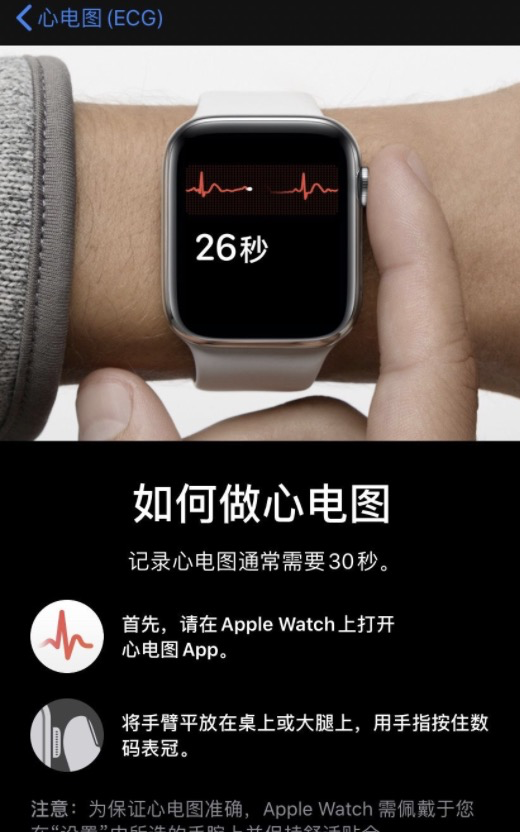 心电图 (ECG)
26秒
如何做心电图
记录心电图通常需要30秒。
首先，请在 Apple Watch 上打开
心电图 App。
将手臂平放在桌上或大腿上，用手指按住数
码表冠。
注意：为保证心电图准确，Apple Watch 需佩戴于您
在“设置”中所选的手腕上并保持舒适贴合